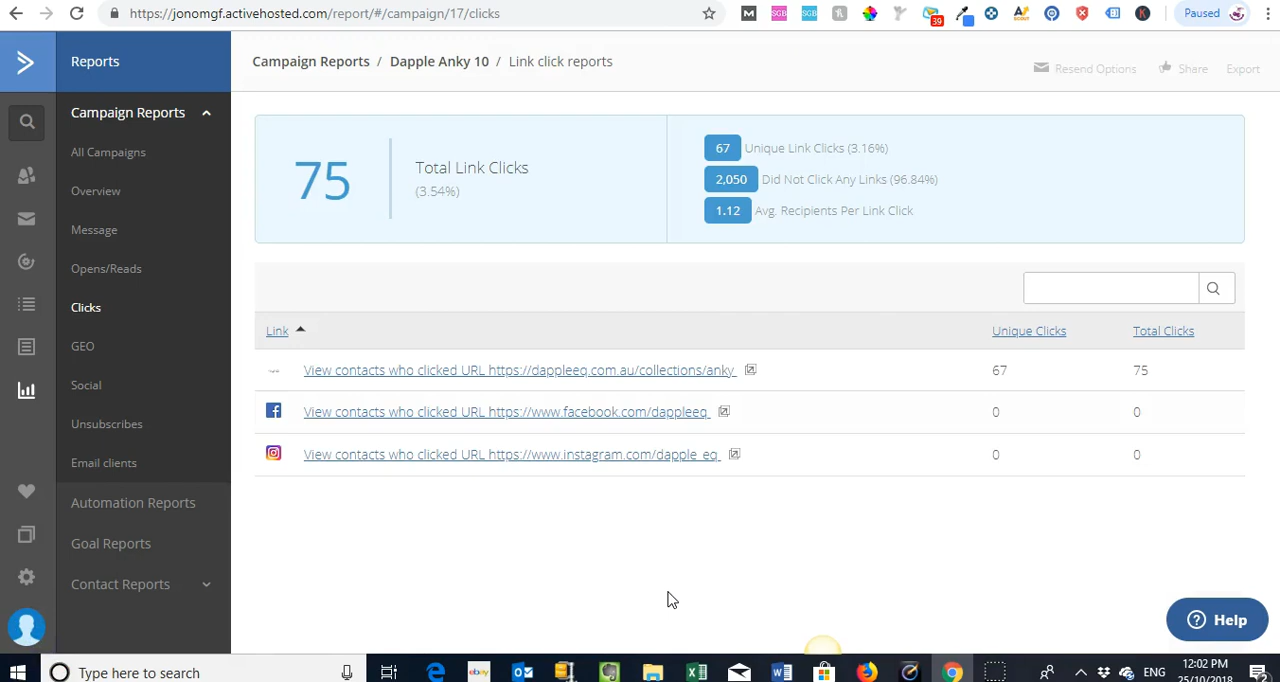 https://jonomgf.activehosted.com/report/#/campaign/17/clicks
M
SGB
SGB
39
K
Paused
Reports
Campaign Reports / Dapple Anky 10 / Link click reports
Resend Options
Share
Export
Campaign Reports
All Campaigns
Overview
Message
Opens/Reads
Clicks
GEO
Social
Unsubscribes
Email clients
Automation Reports
Goal Reports
Contact Reports
75
Total Link Clicks
(3.54%)
67 Unique Link Clicks (3.16%)
2,050 Did Not Click Any Links (96.84%)
1.12 Avg. Recipients Per Link Click
Link Unique Clicks Total Clicks
View contacts who clicked URL https://dappleeq.com.au/collections/anky 67 75
View contacts who clicked URL https://www.facebook.com/dappleeq 0 0
View contacts who clicked URL https://www.instagram.com/dapple_eq 0 0
Help
Type here to search
ebay
ENG
12:02 PM
25/10/2018